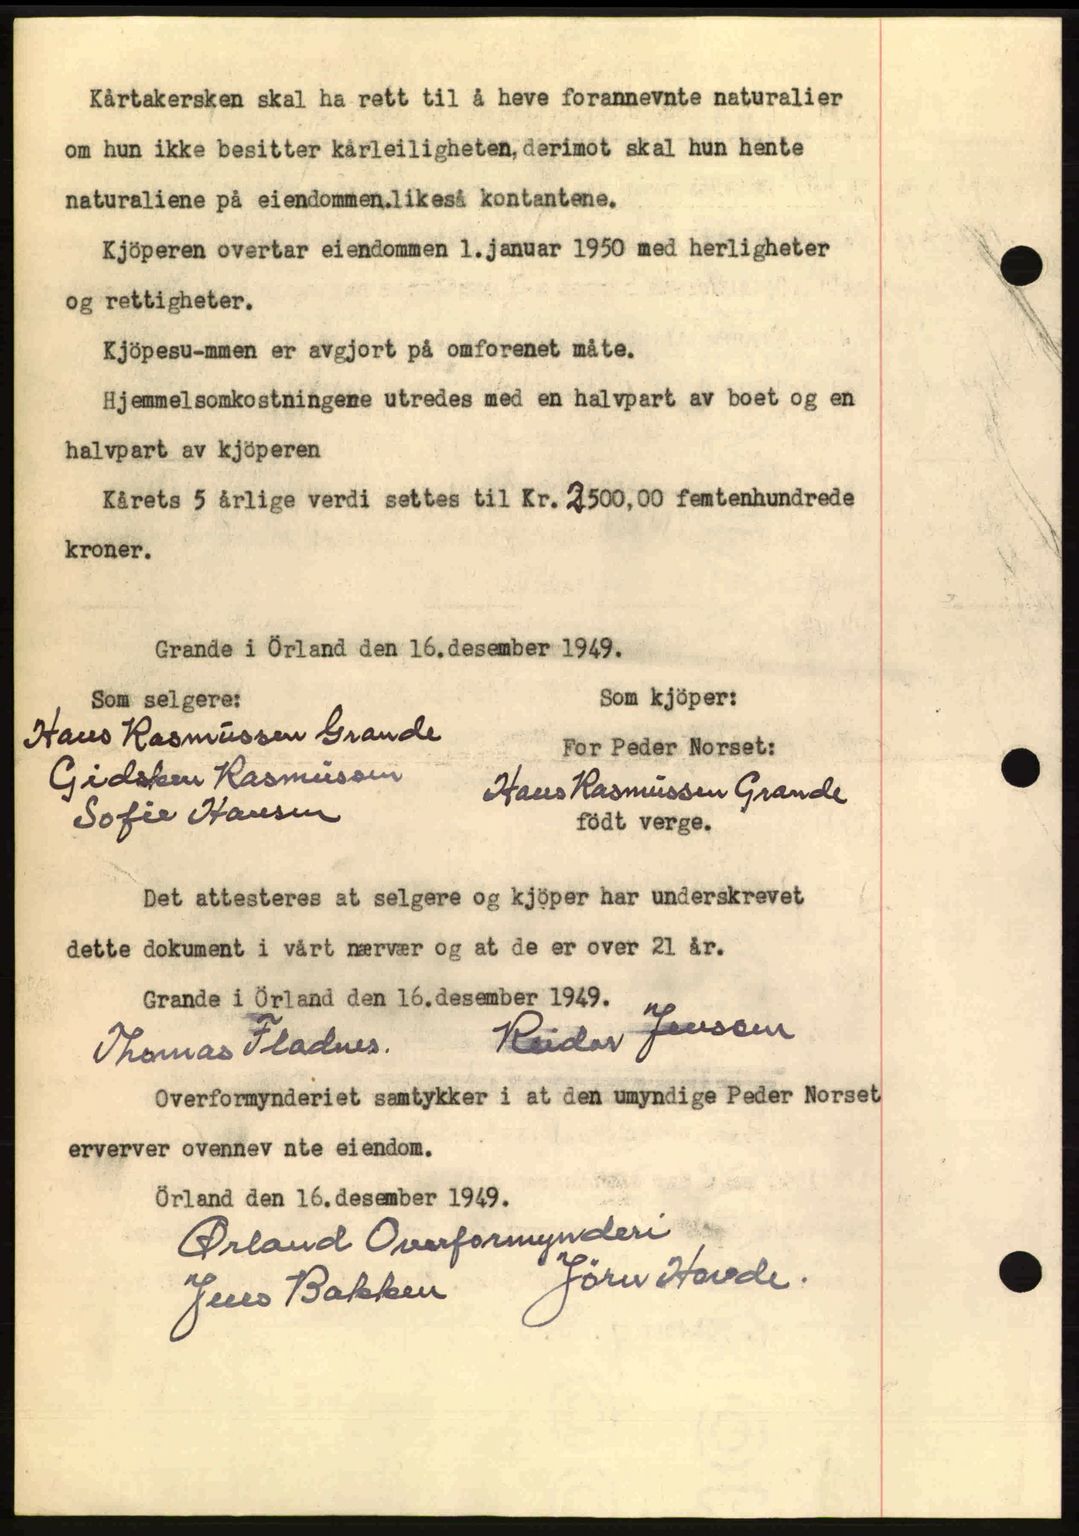 Kårtakersken skal ha rett til å heve forannevnte naturalier
om hun ikke besitter kårleiligheten, derimot skal hun hente
naturaliene på eiendommen.likeså kontantene.
Kjöperen overtar eiendommen 1.januar 1950 med herligheter
og rettigheter.
Kjöpesu-mmen er avgjort på omforenet måte.
Hjemmelsomkostningene utredes med en halvpart av boet og en
halvpart av kjöperen
Kårets 5 årlige verdi settes til Kr. 2500,00 femtenhundrede
kroner.
Grande i Örland den 16.desember 1949.
Som selgere:
Som kjöper:
Hans Rasmussen Grande
For Peder Norset:
Gidsken Rasmussen
Hans Rasmussen Grande
Sofie Hansen
födt verge.
Det attesteres at selgere og kjöper har underskrevet
dette dokument i vårt nærvær og at de er over 21 år.
Grande i Örland den 16.desember 1949.
Thomas Fladnes. Reidar Jenssen
Overformynderiet samtykker i at den umyndige Peder Norset
erverver ovennev nte eiendom.
Örland den 16.desember 1949.
Ørland Overformynderi
Jens Bakken Jörn Hovde.